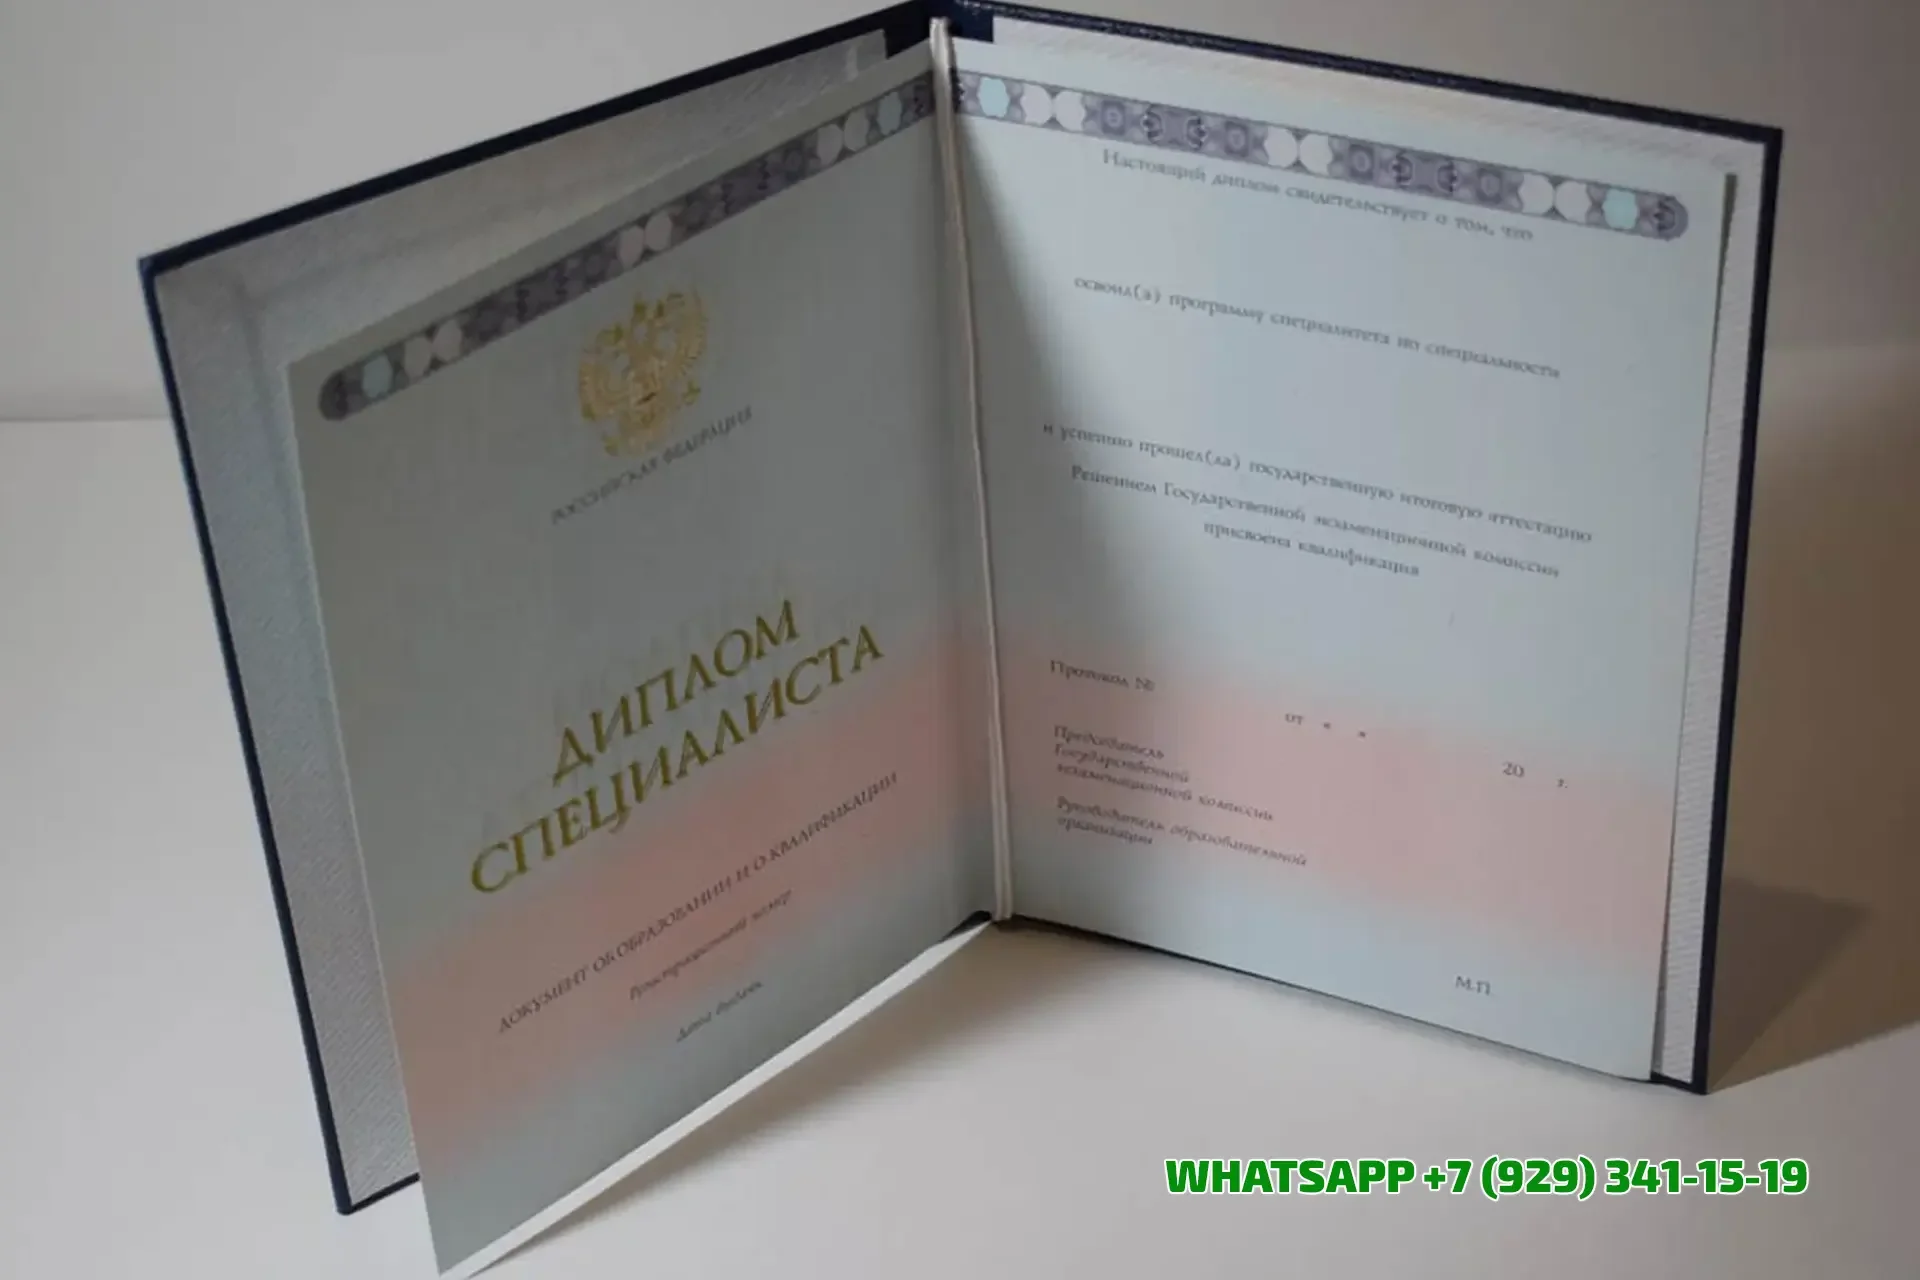 РОССИЙСКАЯ ФЕДЕРАЦИЯ
ДИПЛОМ
СПЕЦИАЛИСТА
ДОКУМЕНТ ОБ ОБРАЗОВАНИИ И О КВАЛИФИКАЦИИ
Регистрационный номер
Дата выдачи
Настоящий диплом свидетельствует о том, что
освоил(а) программу специалитета по специальности
и успешно прошел(ла) государственную итоговую аттестацию
Решением Государственной экзаменационной комиссии
присвоена квалификация
Протокол №
от « »
20 г.
Председатель
Государственной
экзаменационной комиссии
Руководитель образовательной
организации
М.П.
WHATSAPP +7 (929) 341-15-19